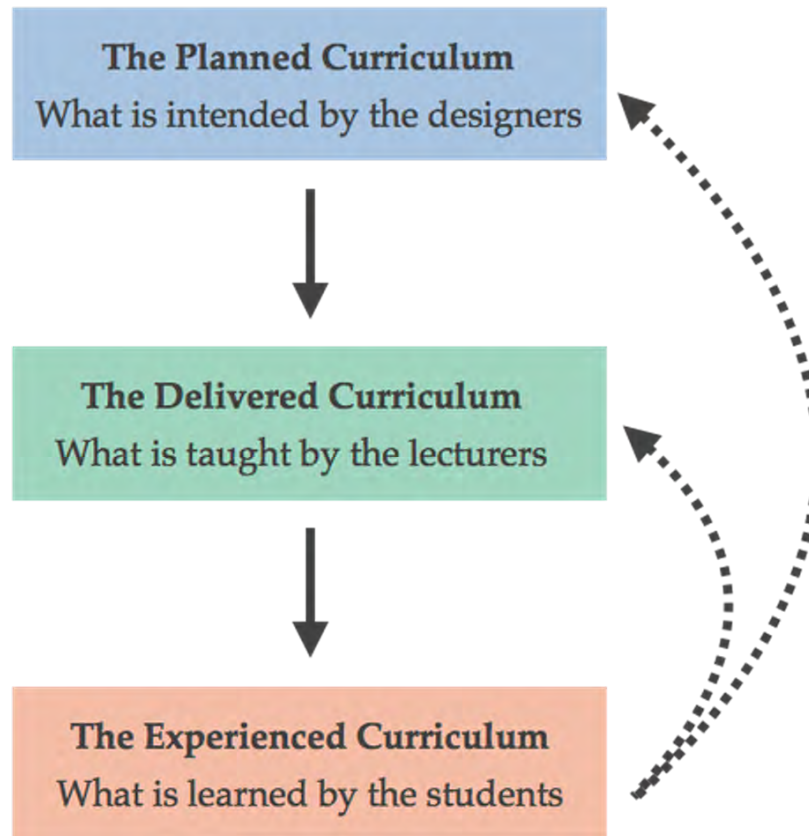 The Planned Curriculum
What is intended by the designers
The Delivered Curriculum
What is taught by the lecturers
The Experienced Curriculum
What is learned by the students